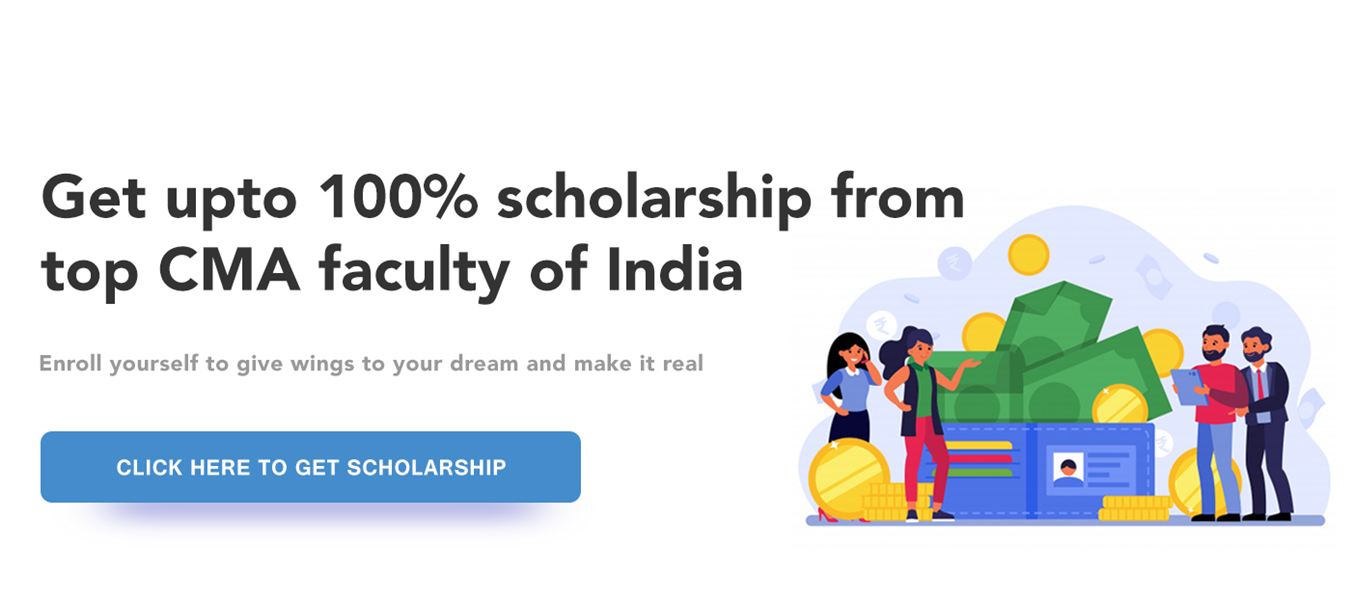 Get upto 100% scholarship from
top CMA faculty of India
Enroll yourself to give wings to your dream and make it real
CLICK HERE TO GET SCHOLARSHIP